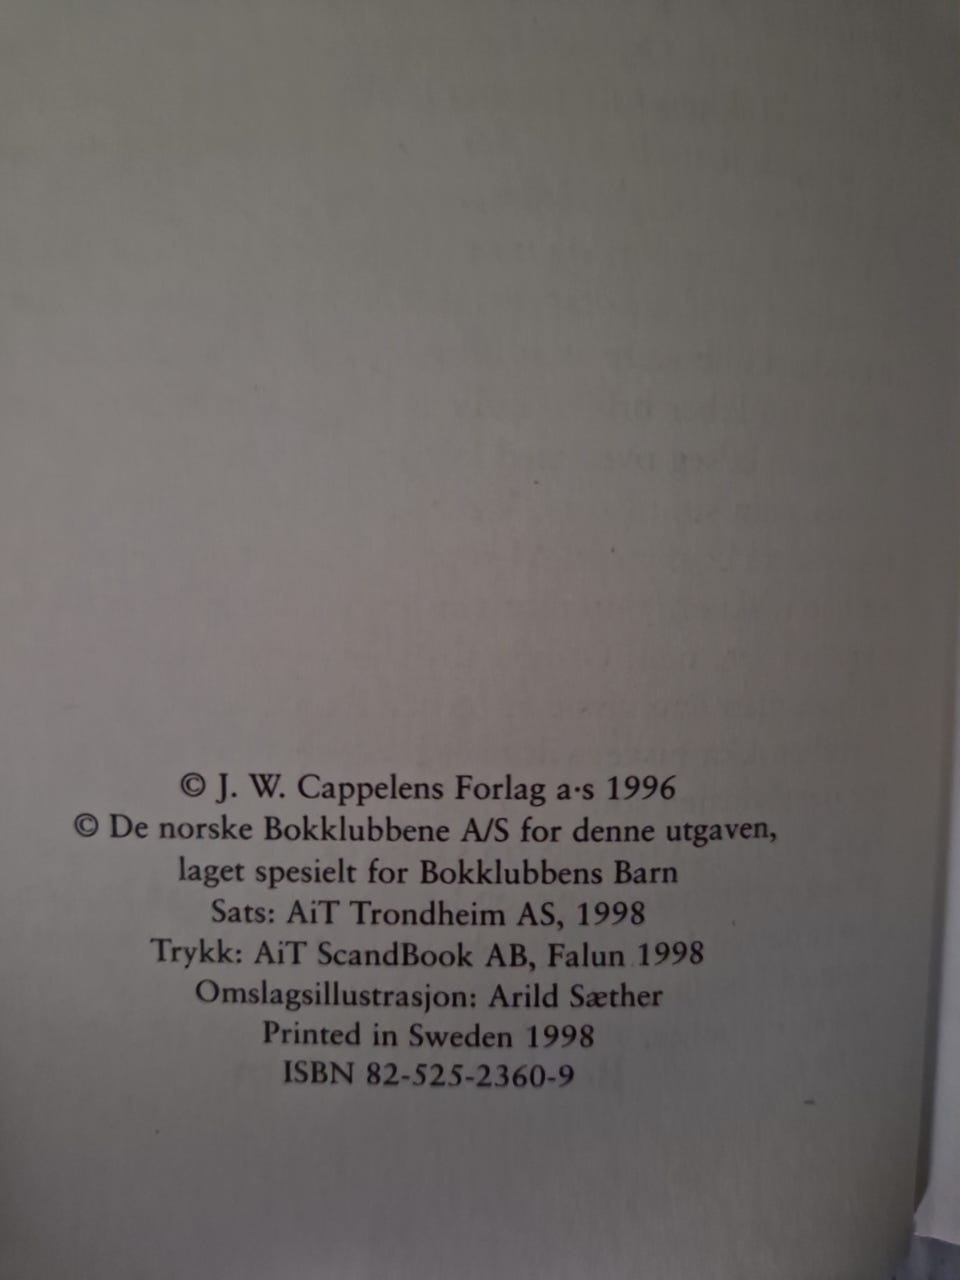 © J. W. Cappelens Forlag a·s 1996
© De norske Bokklubbene A/S for denne utgaven,
laget spesielt for Bokklubbens Barn
Sats: AiT Trondheim AS, 1998
Trykk: AiT ScandBook AB, Falun 1998
Omslagsillustrasjon: Arild Sæther
Printed in Sweden 1998
ISBN 82-525-2360-9